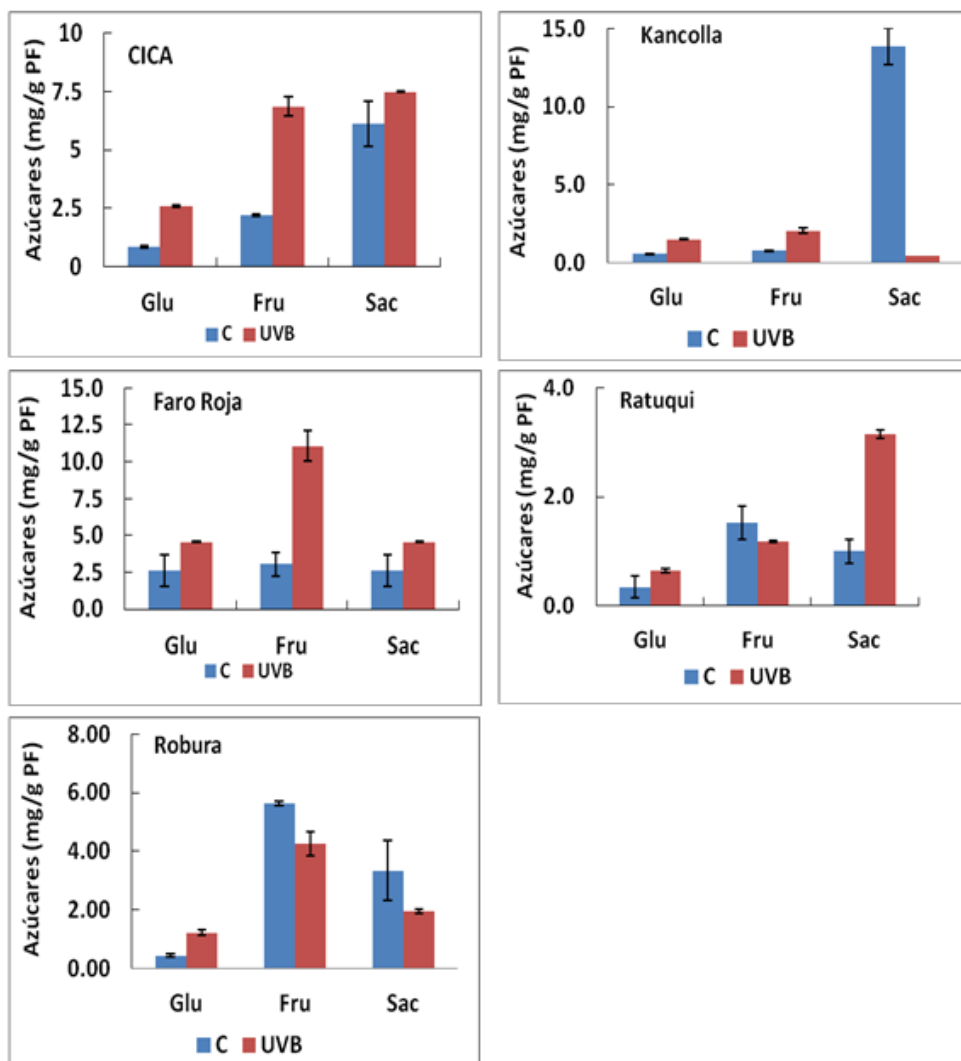 CICA
Azúcares (mg/g PF)
10
7.5
5
2.5
0
Glu Fru Sac
C UVB
Kancolla
Azúcares (mg/g PF)
15.0
10.0
5.0
0.0
Glu Fru Sac
C UVB
Faro Roja
Azúcares (mg/g PF)
15.0
12.5
10.0
7.5
5.0
2.5
0.0
Glu Fru Sac
C UVB
Ratuqui
Azúcares (mg/g PF)
4.0
2.0
0.0
Glu Fru Sac
C UVB
Robura
Azúcares (mg/g PF)
8.00
6.00
4.00
2.00
0.00
Glu Fru Sac
C UVB